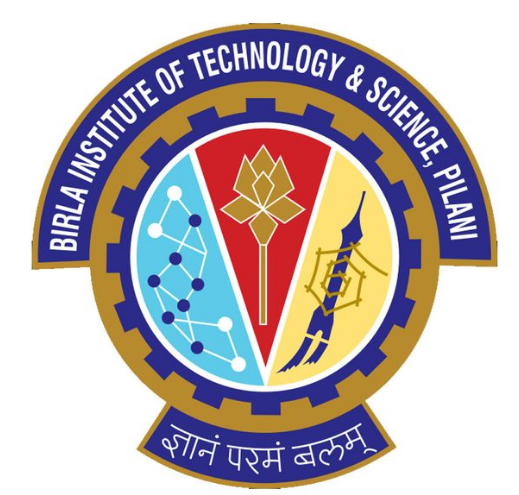 BIRLA INSTITUTE OF TECHNOLOGY & SCIENCE, PILANI
ज्ञानं परमं बलम्